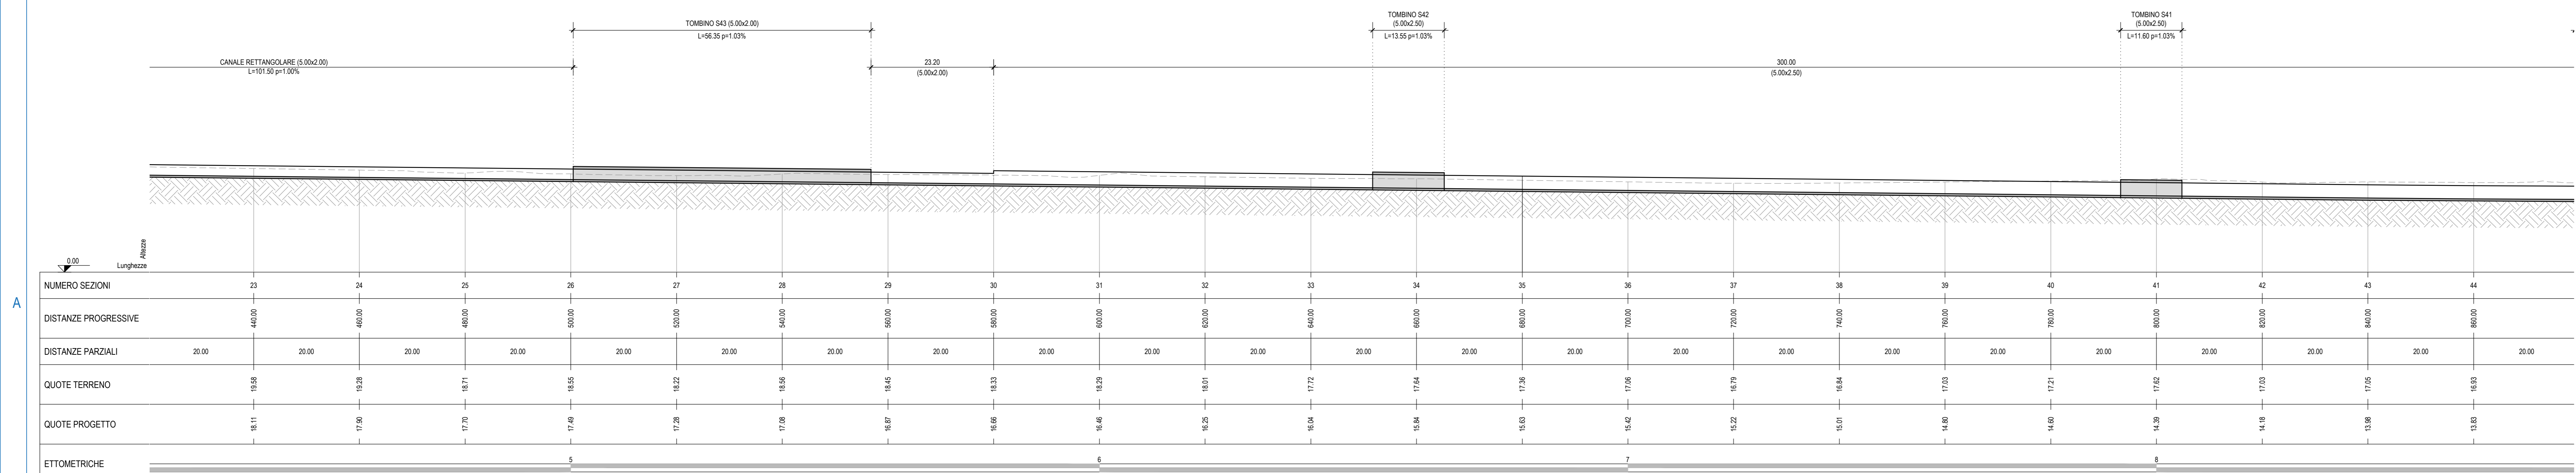 TOMBINO S43 (5.00x2.00)
L=56.35 p=1.03%
TOMBINO S42
(5.00x2.50)
L=13.55 p=1.03%
TOMBINO S41
(5.00x2.50)
L=11.60 p=1.03%
CANALE RETTANGOLARE (5.00x2.00)
L=101.50 p=1.00%
23.20
(5.00x2.00)
300.00
(5.00x2.50)
Altezze
0.00
Lunghezze
A
NUMERO SEZIONI 23 24 25 26 27 28 29 30 31 32 33 34 35 36 37 38 39 40 41 42 43 44
DISTANZE PROGRESSIVE 440.00 460.00 480.00 500.00 520.00 540.00 560.00 580.00 600.00 620.00 640.00 660.00 680.00 700.00 720.00 740.00 760.00 780.00 800.00 820.00 840.00 860.00
DISTANZE PARZIALI 20.00 20.00 20.00 20.00 20.00 20.00 20.00 20.00 20.00 20.00 20.00 20.00 20.00 20.00 20.00 20.00 20.00 20.00 20.00 20.00 20.00 20.00 20.00
QUOTE TERRENO 19.58 19.28 18.71 18.55 18.22 18.56 18.45 18.33 18.29 18.01 17.72 17.64 17.36 17.06 16.79 16.84 17.03 17.21 17.62 17.03 17.05 16.93
QUOTE PROGETTO 18.11 17.90 17.70 17.49 17.28 17.08 16.87 16.66 16.46 16.25 16.04 15.84 15.63 15.42 15.22 15.01 14.80 14.60 14.39 14.18 13.98 13.83
ETTOMETRICHE 5 6 7 8